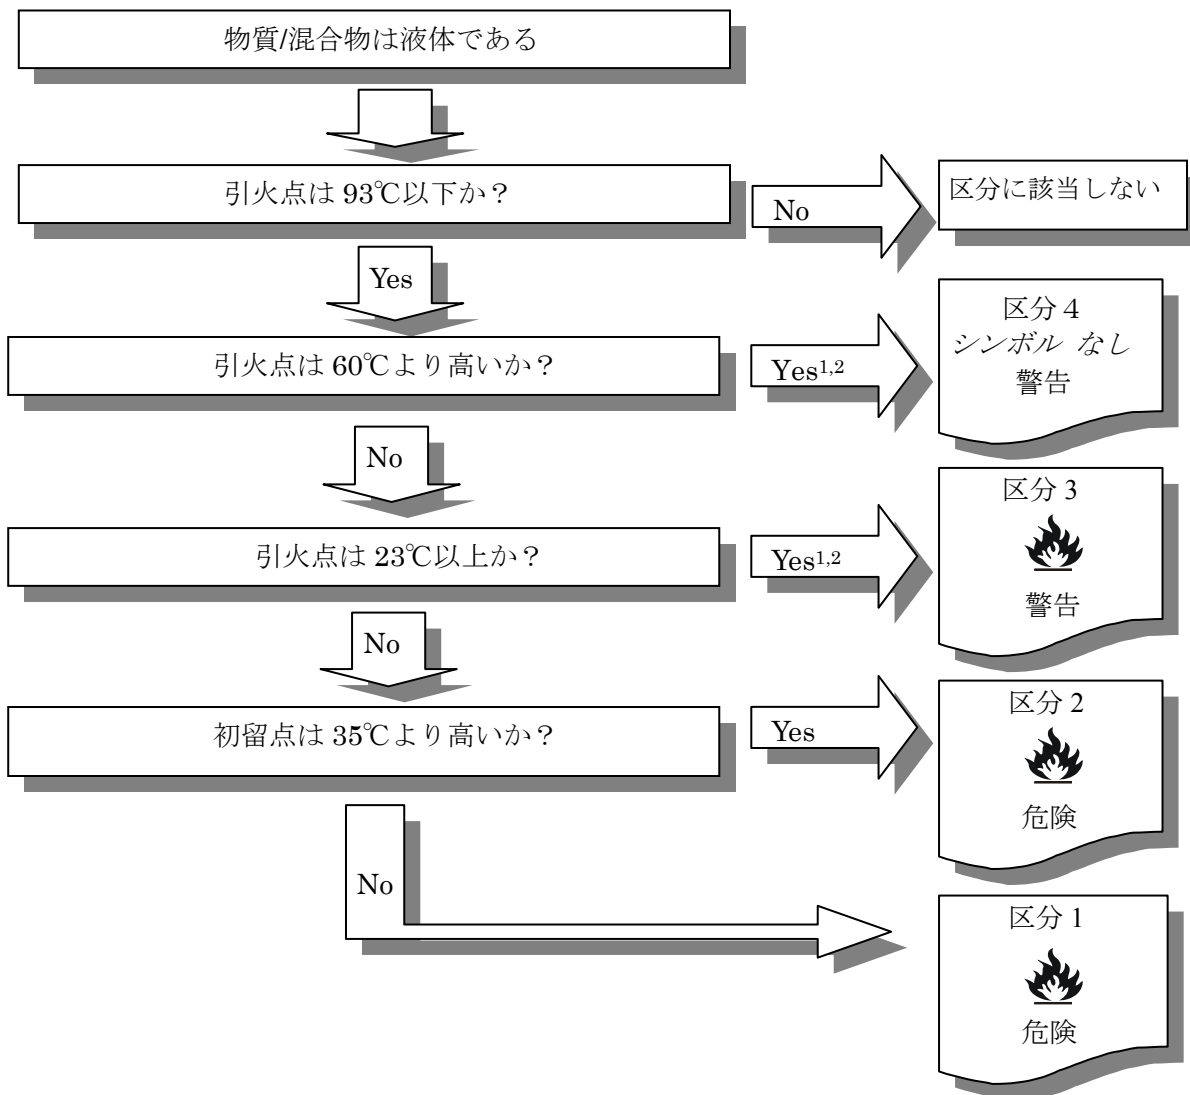 物質/混合物は液体である
引火点は 93℃以下か？
No
区分に該当しない
Yes
引火点は 60℃より高いか？
Yes1,2
区分４
シンボル なし
警告
No
引火点は 23℃以上か？
Yes1,2
区分 3
警告
No
初留点は 35℃より高いか？
Yes
区分 2
危険
No
区分 1
危険